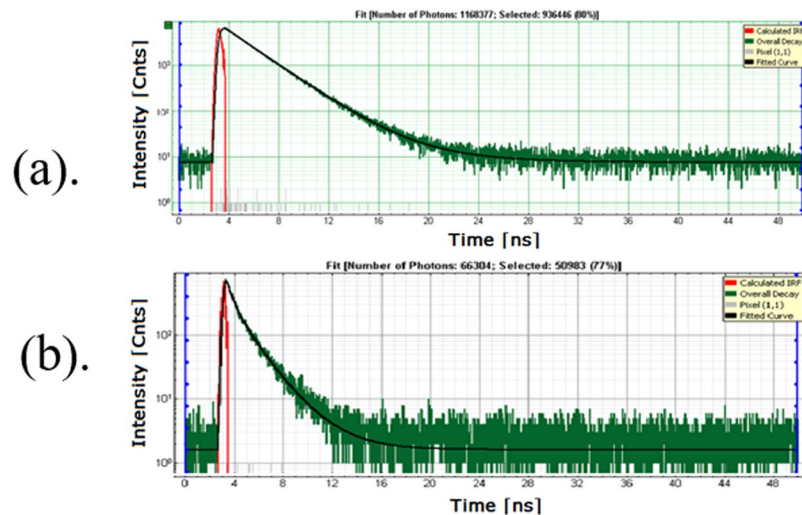 (a).
Fit [Number of Photons: 1168377; Selected: 936446 (80%)]
Intensity [Cnts]
10³
10²
10¹
10⁰
Calculated IRF
Overall Decay
Pixel (1,1)
Fitted Curve
0 4 8 12 16 20 24 28 32 36 40 44 48
Time [ns]
(b).
Fit [Number of Photons: 66304; Selected: 50983 (77%)]
Intensity [Cnts]
10²
10¹
10⁰
Calculated IRF
Overall Decay
Pixel (1,1)
Fitted Curve
0 4 8 12 16 20 24 28 32 36 40 44 48
Time [ns]